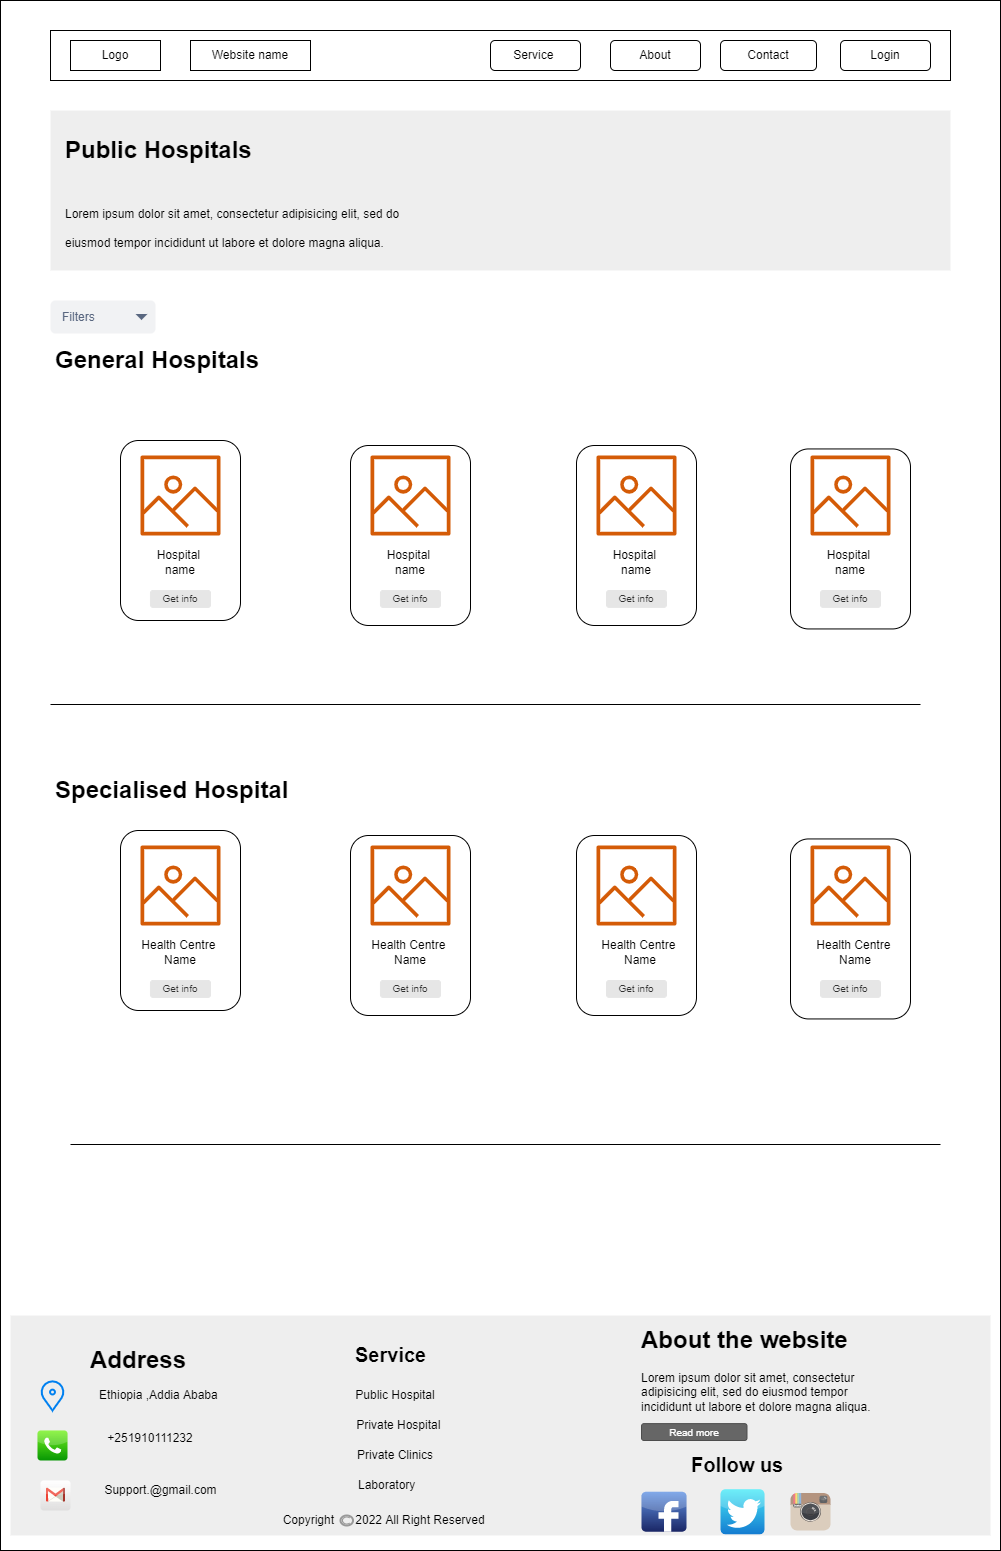 Logo
Website name
Service
About
Contact
Login
Public Hospitals
Lorem ipsum dolor sit amet, consectetur adipisicing elit, sed do
eiusmod tempor incididunt ut labore et dolore magna aliqua.
Filters
General Hospitals
Hospital
name
Get info
Hospital
name
Get info
Hospital
name
Get info
Hospital
name
Get info
Specialised Hospital
Health Centre
Name
Get info
Health Centre
Name
Get info
Health Centre
Name
Get info
Health Centre
Name
Get info
Address
Ethiopia ,Addia Ababa
+251910111232
Support.@gmail.com
Service
Public Hospital
Private Hospital
Private Clinics
Laboratory
About the website
Lorem ipsum dolor sit amet, consectetur
adipisicing elit, sed do eiusmod tempor
incididunt ut labore et dolore magna aliqua.
Read more
Follow us
Copyright © 2022 All Right Reserved